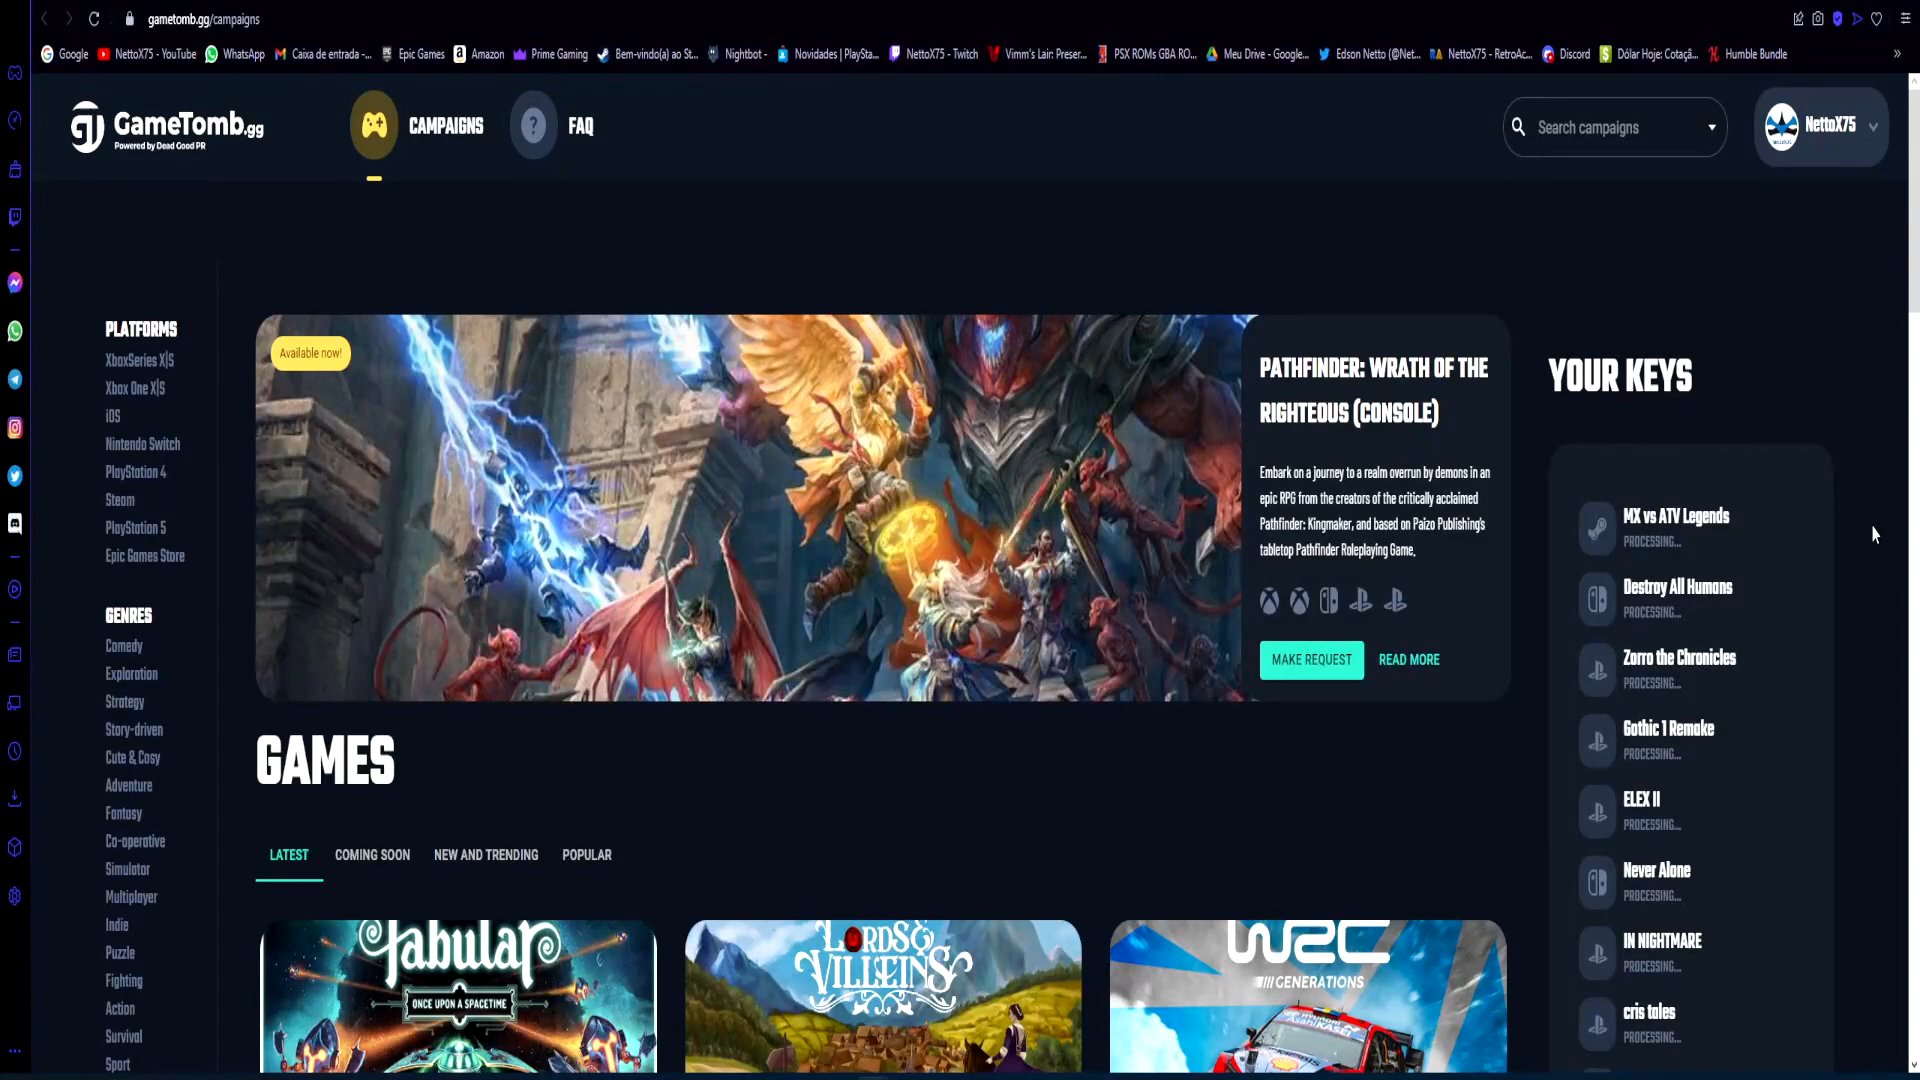 gametomb.gg/campaigns
Google
NettoX75 - YouTube
WhatsApp
Caixa de entrada -...
Epic Games
Amazon
Prime Gaming
Bem-vindo(a) ao St...
Nightbot -
Novidades | PlaySta...
NettoX75 - Twitch
Vimm's Lair: Preser...
PSX ROMs GBA RO...
Meu Drive - Google...
Edson Netto (@Net...
NettoX75 - RetroAc...
Discord
Dólar Hoje: Cotaçã...
Humble Bundle
GameTomb.gg
Powered by Dead Good PR
CAMPAIGNS
FAQ
Search campaigns
NettoX75
PLATFORMS
XboxSeries X|S
Xbox One X|S
iOS
Nintendo Switch
PlayStation 4
Steam
PlayStation 5
Epic Games Store
GENRES
Comedy
Exploration
Strategy
Story-driven
Cute & Cosy
Adventure
Fantasy
Co-operative
Simulator
Multiplayer
Indie
Puzzle
Fighting
Action
Survival
Sport
Available now!
PATHFINDER: WRATH OF THE
RIGHTEOUS (CONSOLE)
Embark on a journey to a realm overrun by demons in an
epic RPG from the creators of the critically acclaimed
Pathfinder: Kingmaker, and based on Paizo Publishing's
tabletop Pathfinder Roleplaying Game.
MAKE REQUEST
READ MORE
GAMES
LATEST
COMING SOON
NEW AND TRENDING
POPULAR
fabular
ONCE UPON A SPACETIME
LORDS &
VILLEINS
WRC
GENERATIONS
YOUR KEYS
MX vs ATV Legends
PROCESSING...
Destroy All Humans
PROCESSING...
Zorro the Chronicles
PROCESSING...
Gothic 1 Remake
PROCESSING...
ELEX II
PROCESSING...
Never Alone
PROCESSING...
IN NIGHTMARE
PROCESSING...
cris tales
PROCESSING...